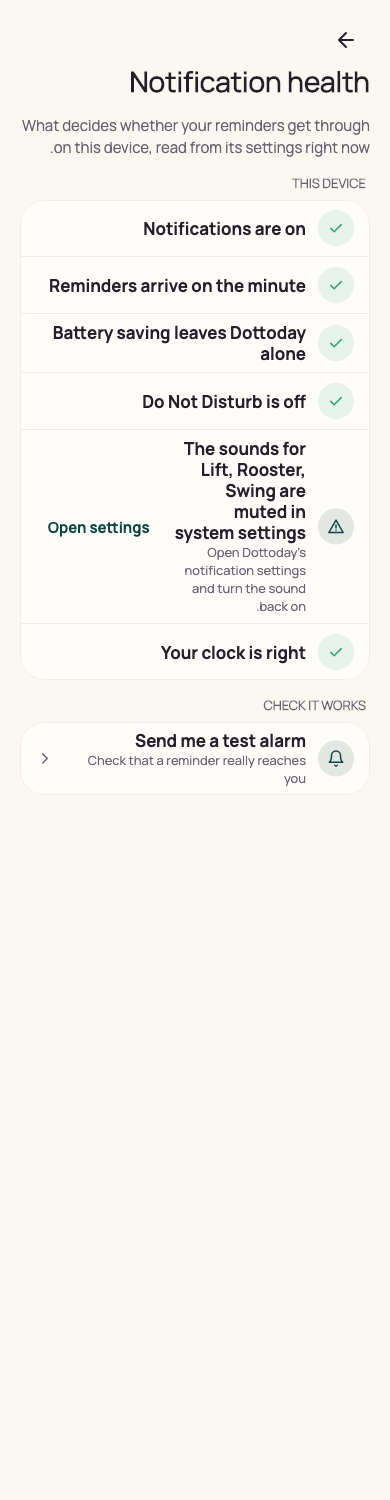 Notification health
What decides whether your reminders get through
.on this device, read from its settings right now
THIS DEVICE
Notifications are on
Reminders arrive on the minute
Battery saving leaves Dottoday
alone
Do Not Disturb is off
The sounds for
Lift, Rooster,
Swing are
muted in
system settings
Open Dottoday's
notification settings
and turn the sound
.back on
Open settings
Your clock is right
CHECK IT WORKS
Send me a test alarm
Check that a reminder really reaches
you